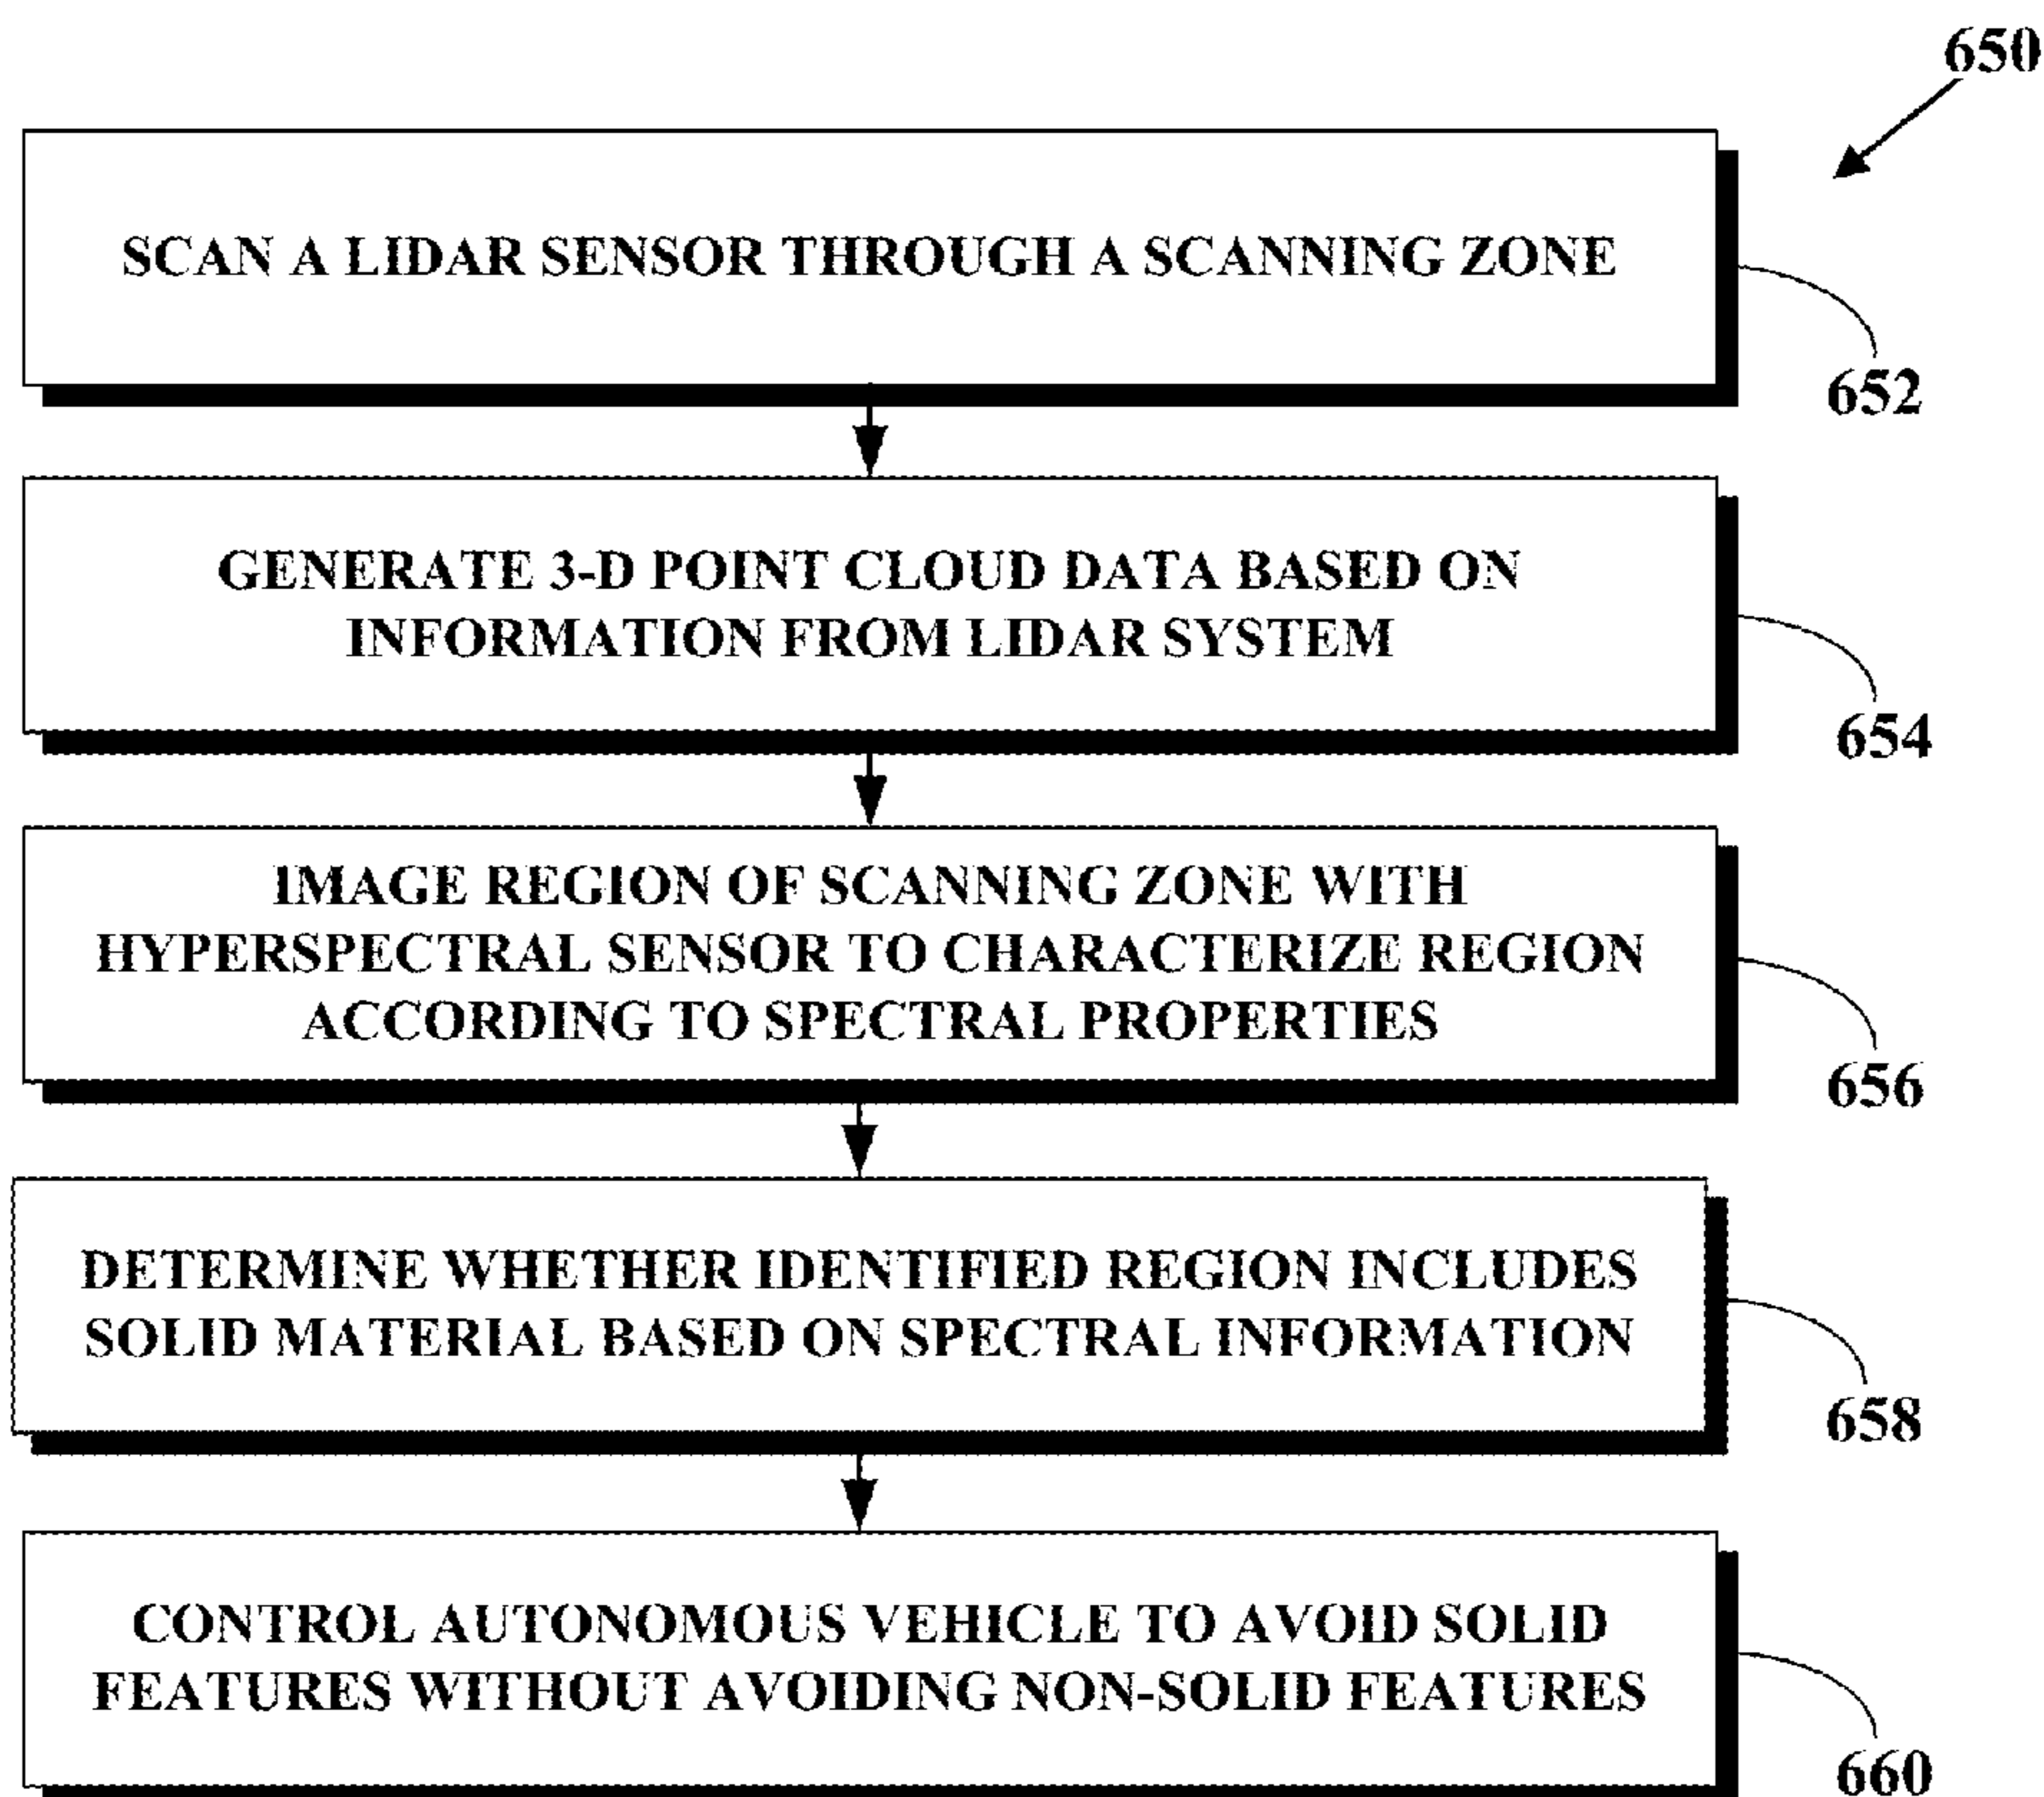 650
SCAN A LIDAR SENSOR THROUGH A SCANNING ZONE
652
GENERATE 3-D POINT CLOUD DATA BASED ON
INFORMATION FROM LIDAR SYSTEM
654
IMAGE REGION OF SCANNING ZONE WITH
HYPERSPECTRAL SENSOR TO CHARACTERIZE REGION
ACCORDING TO SPECTRAL PROPERTIES
656
DETERMINE WHETHER IDENTIFIED REGION INCLUDES
SOLID MATERIAL BASED ON SPECTRAL INFORMATION
658
CONTROL AUTONOMOUS VEHICLE TO AVOID SOLID
FEATURES WITHOUT AVOIDING NON-SOLID FEATURES
660